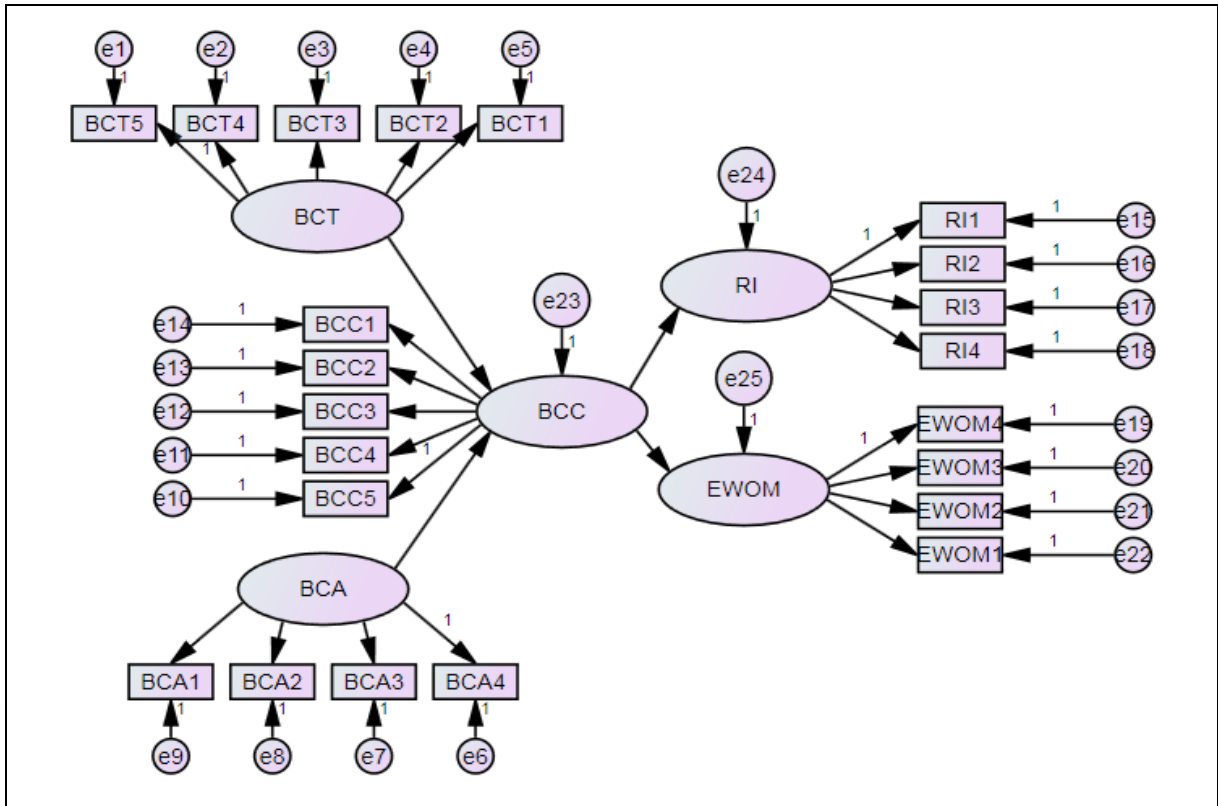 e1 e2 e3 e4 e5
1 1 1 1 1
BCT5 BCT4 BCT3 BCT2 BCT1
1
BCT
e14 1 BCC1
e13 1 BCC2
e12 1 BCC3
e11 1 BCC4
e10 1 BCC5
1
e23
1
BCC
BCA
1
BCA1 BCA2 BCA3 BCA4
1 1 1 1
e9 e8 e7 e6
e24
1
RI
1
RI1 1 e15
RI2 1 e16
RI3 1 e17
RI4 1 e18
e25
1
EWOM
1
EWOM4 1 e19
EWOM3 1 e20
EWOM2 1 e21
EWOM1 1 e22